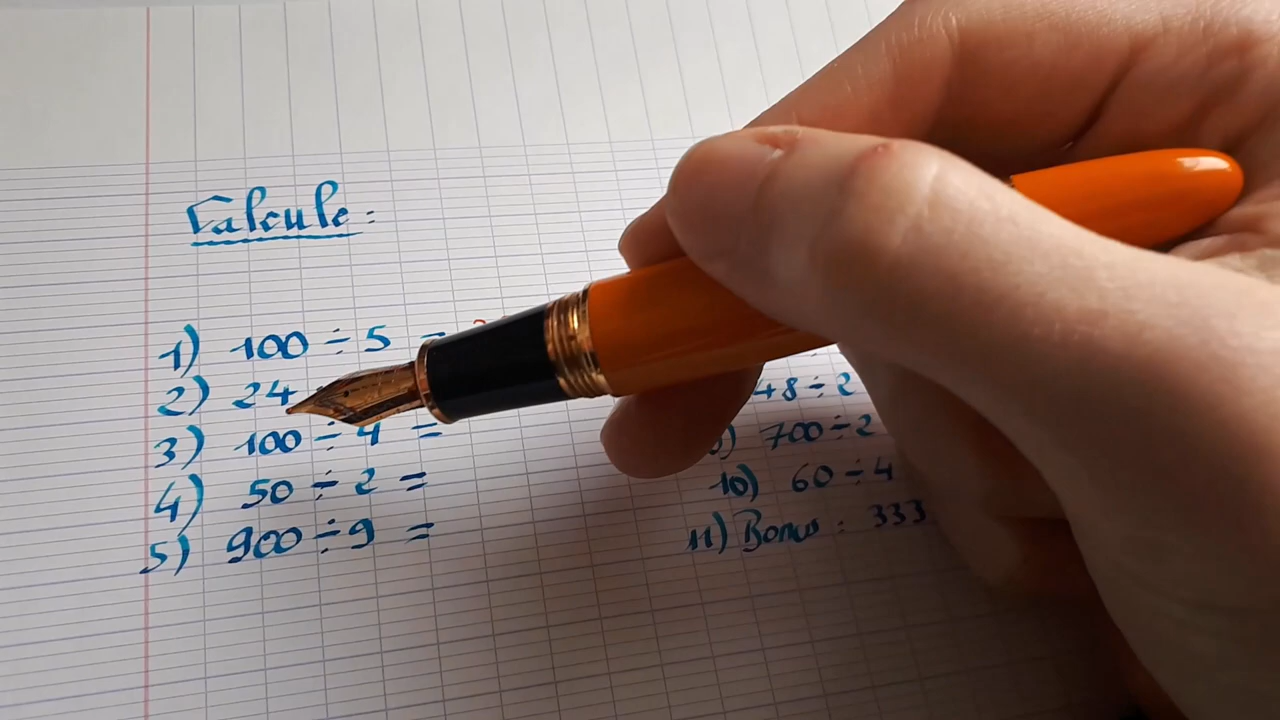 Calcule :
1) 100 ÷ 5 =
2) 24
3) 100 ÷ 4 =
4) 50 ÷ 2 =
5) 900 ÷ 9 =
48 ÷ 2
700 ÷ 2
10) 60 ÷ 4
11) Bonus : 333